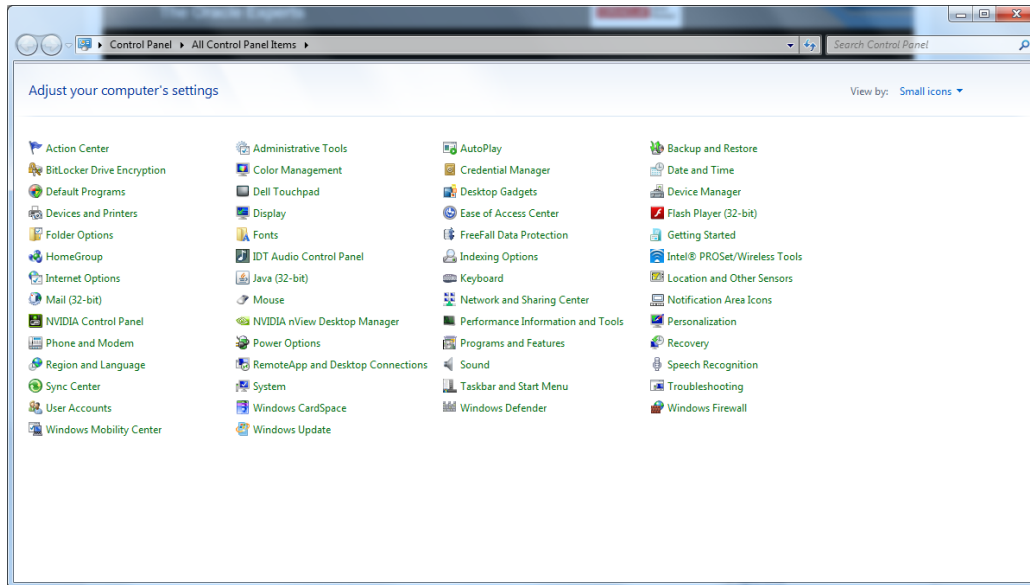 The Oracle Experts
Control Panel All Control Panel Items
Search Control Panel
Adjust your computer's settings
View by: Small icons
Action Center Administrative Tools AutoPlay Backup and Restore
BitLocker Drive Encryption Color Management Credential Manager Date and Time
Default Programs Dell Touchpad Desktop Gadgets Device Manager
Devices and Printers Display Ease of Access Center Flash Player (32-bit)
Folder Options Fonts FreeFall Data Protection Getting Started
HomeGroup IDT Audio Control Panel Indexing Options Intel® PROSet/Wireless Tools
Internet Options Java (32-bit) Keyboard Location and Other Sensors
Mail (32-bit) Mouse Network and Sharing Center Notification Area Icons
NVIDIA Control Panel NVIDIA nView Desktop Manager Performance Information and Tools Personalization
Phone and Modem Power Options Programs and Features Recovery
Region and Language RemoteApp and Desktop Connections Sound Speech Recognition
Sync Center System Taskbar and Start Menu Troubleshooting
User Accounts Windows CardSpace Windows Defender Windows Firewall
Windows Mobility Center Windows Update